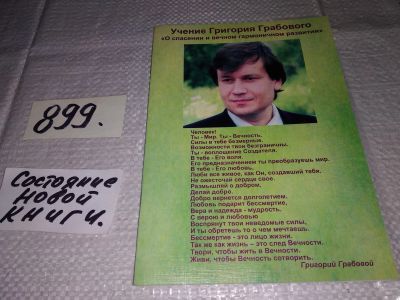 Учение Григория Грабового
«О спасении и вечном гармоничном развитии»
899.
Состояние
новой
книги.
Человек!
Ты - Мир. Ты - Вечность.
Силы в тебе безмерные.
Возможности твои безграничны.
Ты - воплощение Создателя.
В тебе - Его воля.
Его предназначением ты преобразуешь мир.
В тебе - Его любовь.
Люби все живое, как Он, создавший тебя.
Не ожесточай сердце свое.
Размышляй о добром,
Делай добро.
Добро вернется долголетием.
Любовь подарит бессмертие,
Вера и надежда - мудрость.
С верою и любовью
Воспрянут твои неведомые силы,
И ты обретешь то о чем мечтаешь.
Бессмертие - это лицо жизни.
Так же как жизнь – это след Вечности.
Твори, чтобы жить в Вечности.
Живи, чтобы Вечность сотворить.
Григорий Грабовой